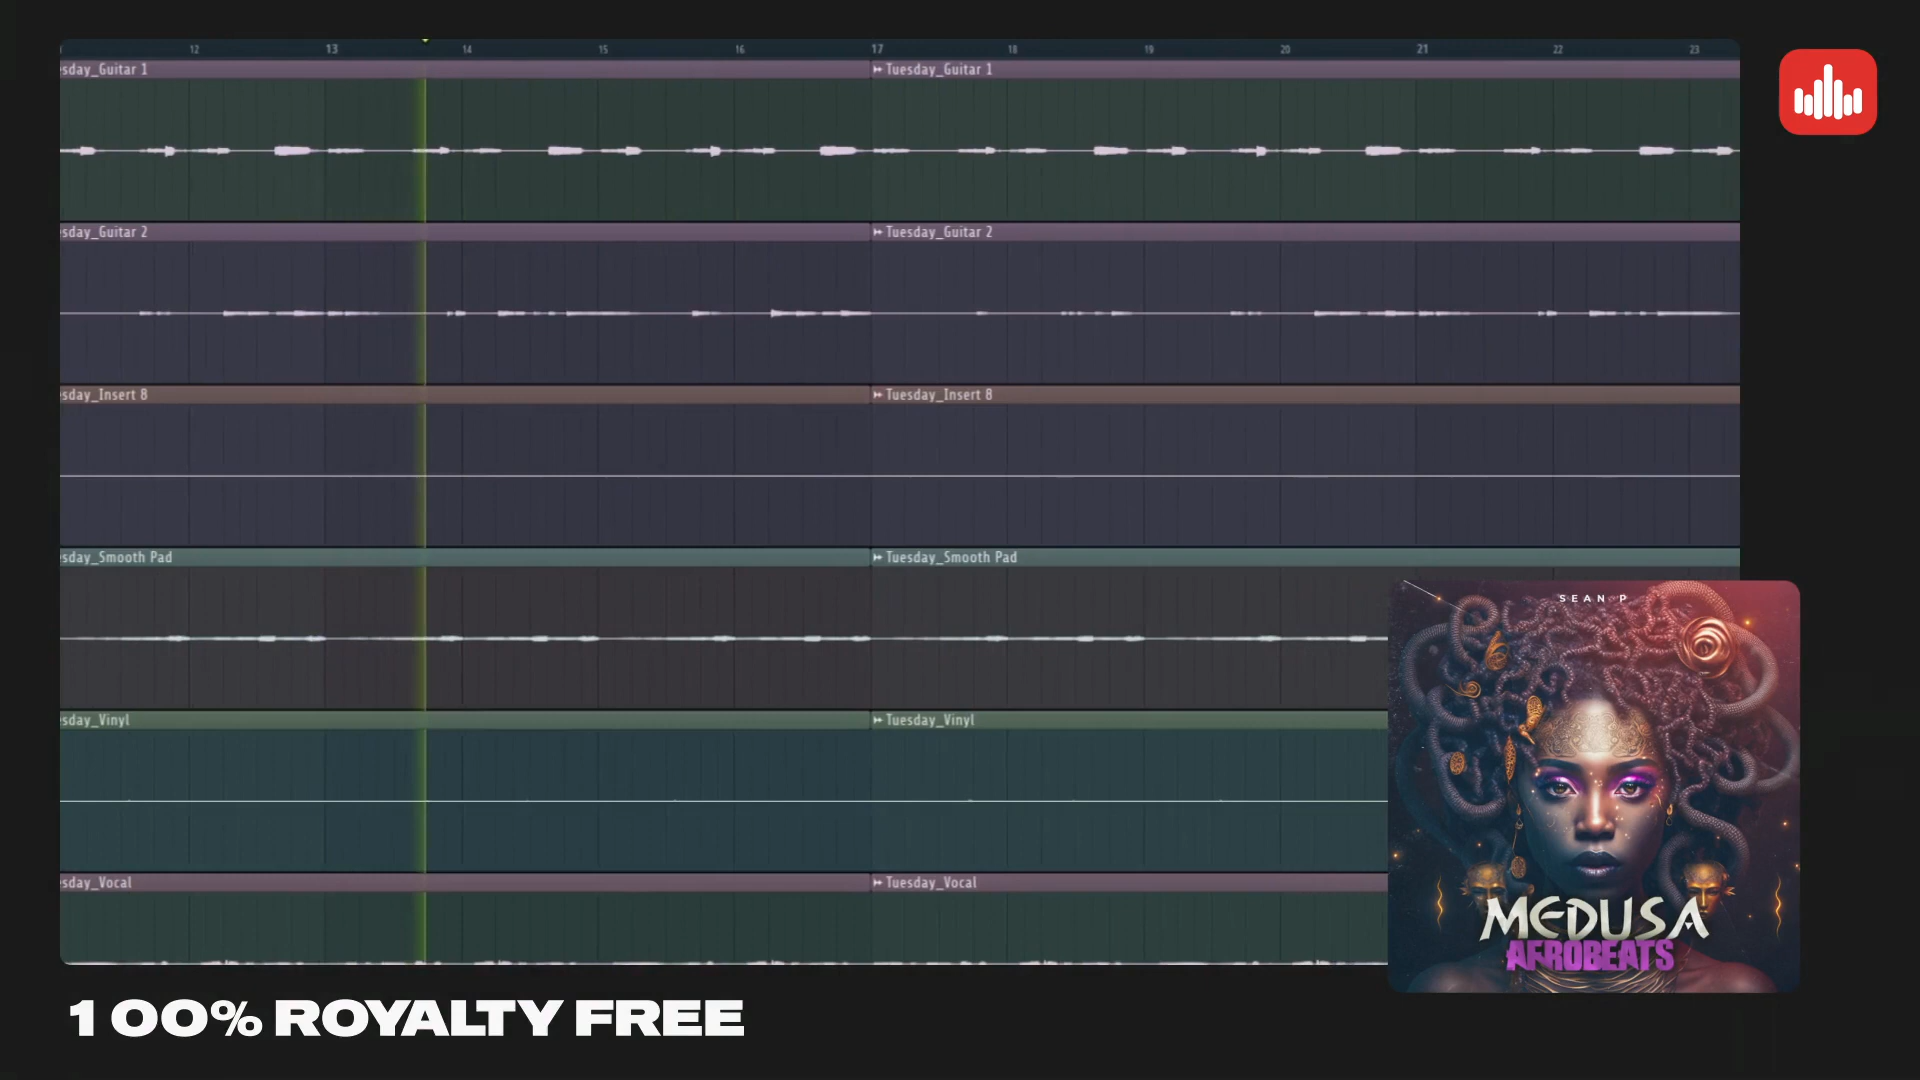 12 13 14 15 16 17 18 19 20 21 22 23
sday_Guitar 1 Tuesday_Guitar 1
sday_Guitar 2 Tuesday_Guitar 2
sday_Insert 8 Tuesday_Insert 8
sday_Smooth Pad Tuesday_Smooth Pad
sday_Vinyl Tuesday_Vinyl
sday_Vocal Tuesday_Vocal
SEAN P
MEDUSA
AFROBEATS
100% ROYALTY FREE